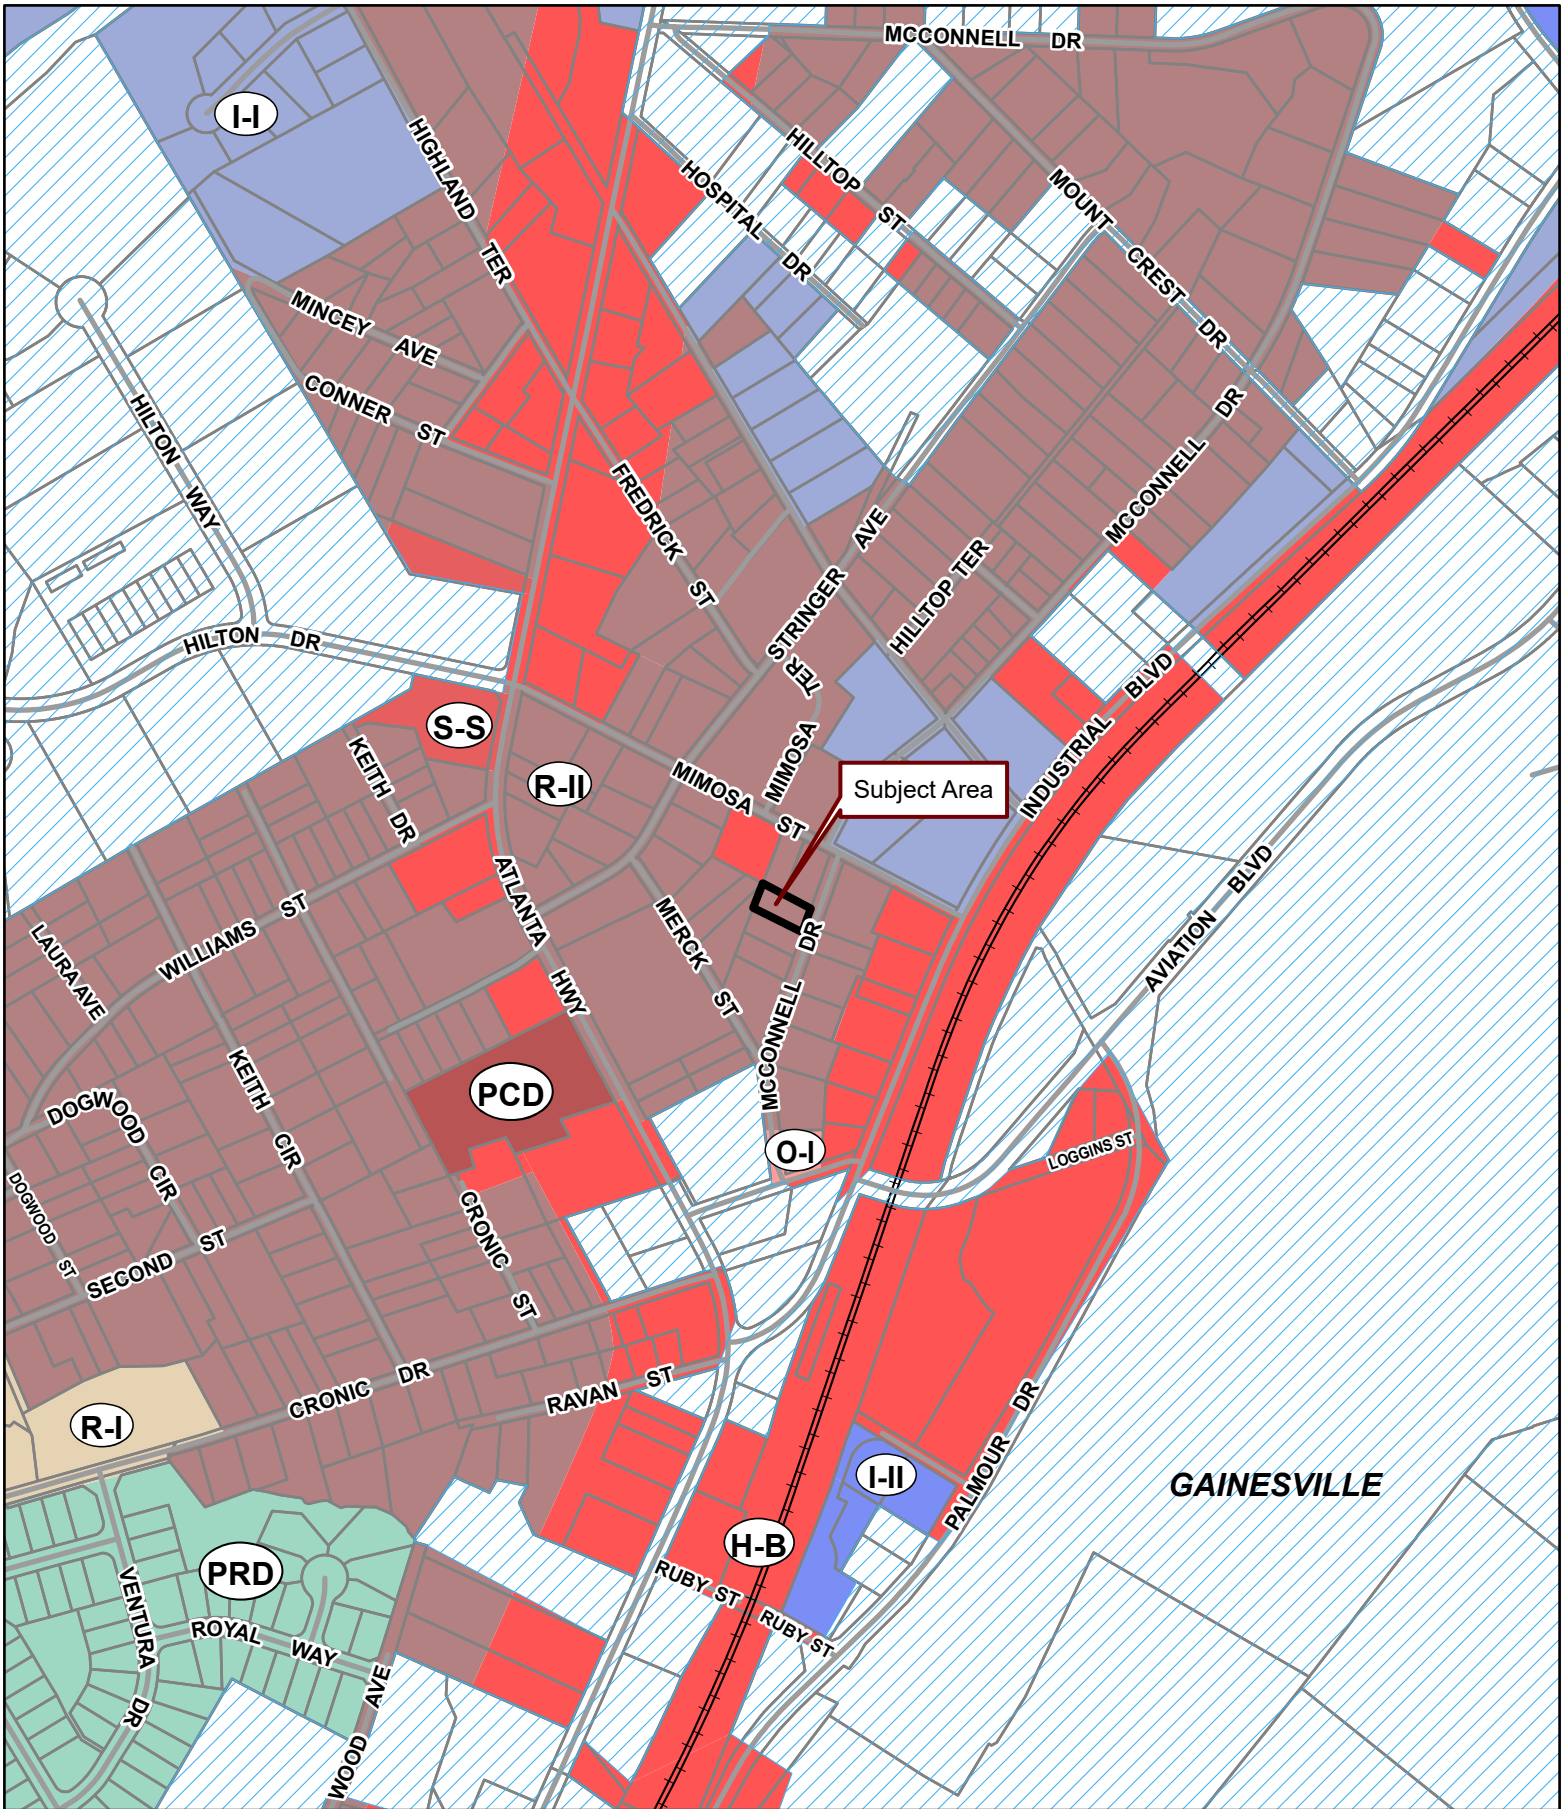 MCCONNELL DR
I-I
HIGHLAND TER
HILLTOP ST
HOSPITAL DR
MOUNT CREST DR
MINCEY AVE
CONNER ST
HILTON WAY
MCCONNELL DR
FREDRICK ST
STRINGER AVE
HILLTOP TER
HILTON DR
MIMOSA TER
INDUSTRIAL BLVD
S-S
R-II
KEITH DR
MIMOSA ST
Subject Area
ATLANTA HWY
AVIATION BLVD
WILLIAMS ST
LAURA AVE
MERCK ST
MCCONNELL DR
KEITH CIR
PCD
DOGWOOD CIR
O-I
LOGGINS ST
DOGWOOD ST
SECOND ST
CRONIC ST
CRONIC DR
RAVAN ST
R-I
PALMOUR DR
I-II
GAINESVILLE
H-B
PRD
RUBY ST
RUBY ST
VENTURA DR
ROYAL WAY
WOOD AVE